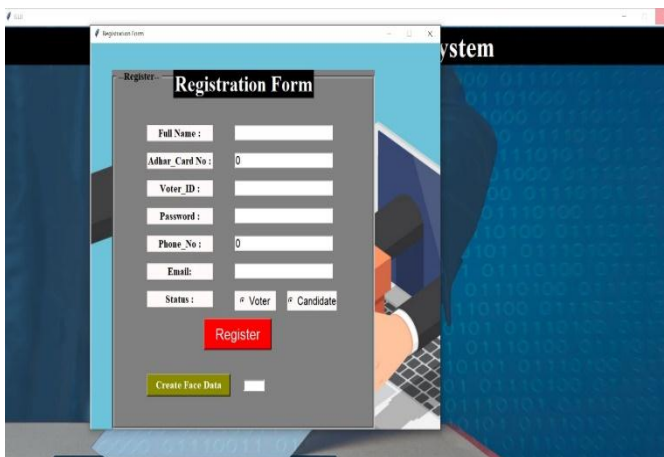 Registration Form
ystem
Register
Registration Form
Full Name :
Adhar_Card No :
0
Voter_ID :
Password :
Phone_No :
0
Email:
Status :
Voter
Candidate
Register
Create Face Data